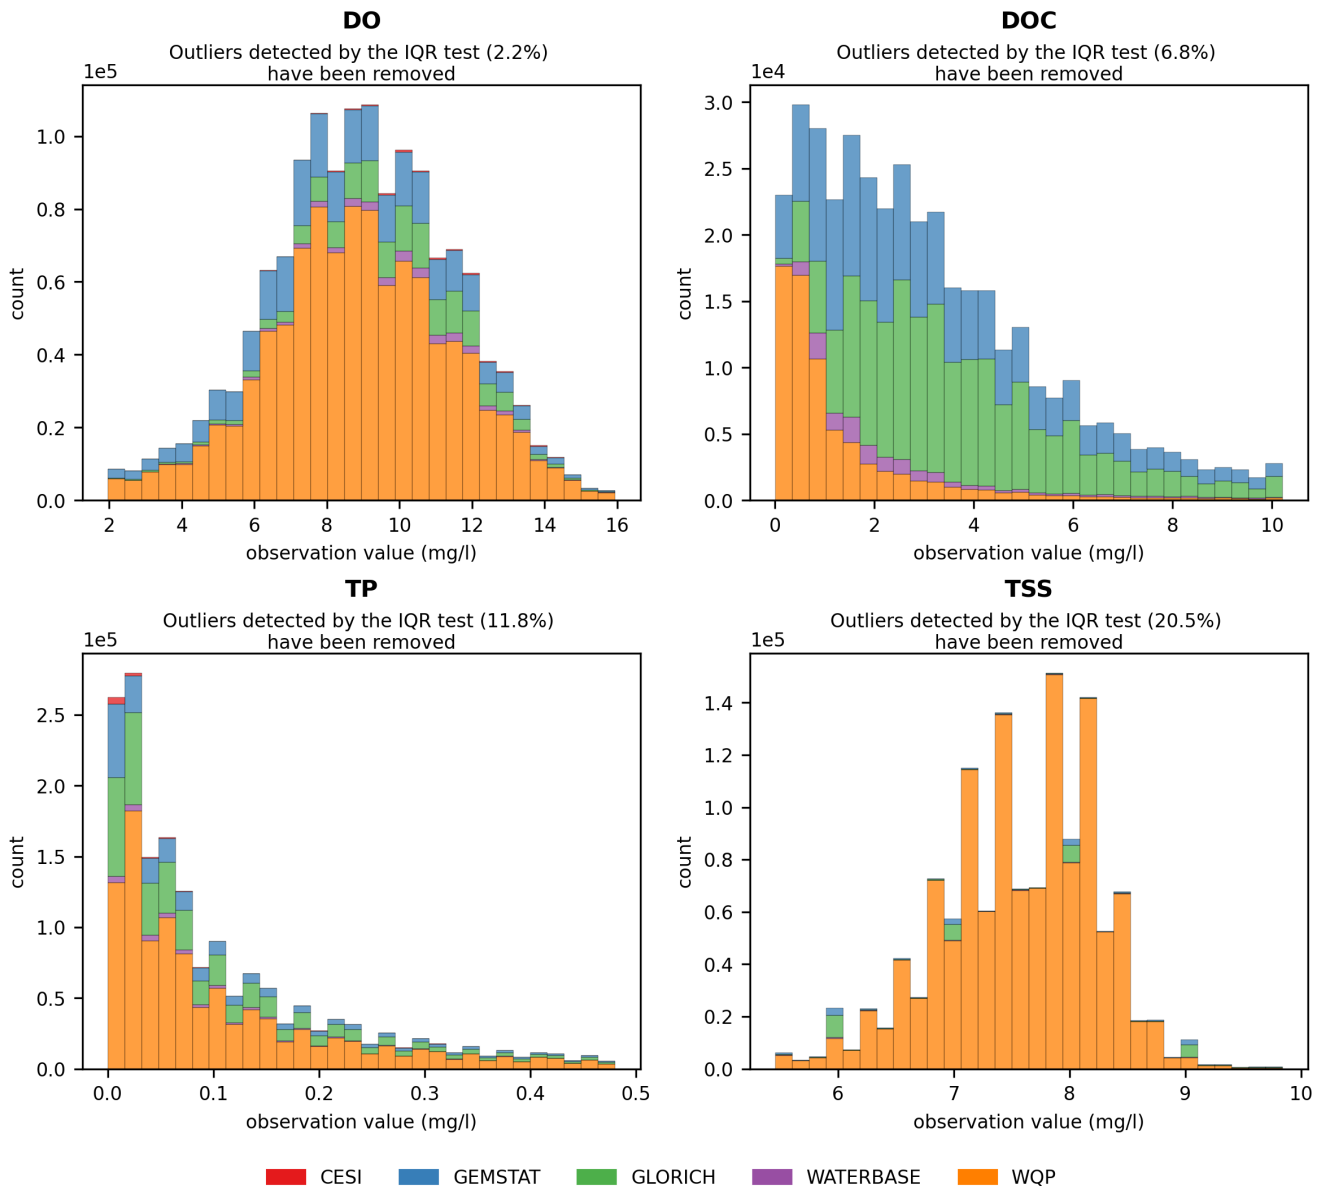 DO
Outliers detected by the IQR test (2.2%)
have been removed
1e5
1.0
0.8
0.6
0.4
0.2
0.0
count
2 4 6 8 10 12 14 16
observation value (mg/l)
DOC
Outliers detected by the IQR test (6.8%)
have been removed
1e4
3.0
2.5
2.0
1.5
1.0
0.5
0.0
count
0 2 4 6 8 10
observation value (mg/l)
TP
Outliers detected by the IQR test (11.8%)
have been removed
1e5
2.5
2.0
1.5
1.0
0.5
0.0
count
0.0 0.1 0.2 0.3 0.4 0.5
observation value (mg/l)
TSS
Outliers detected by the IQR test (20.5%)
have been removed
1e5
1.4
1.2
1.0
0.8
0.6
0.4
0.2
0.0
count
6 7 8 9 10
observation value (mg/l)
CESI GEMSTAT GLORICH WATERBASE WQP